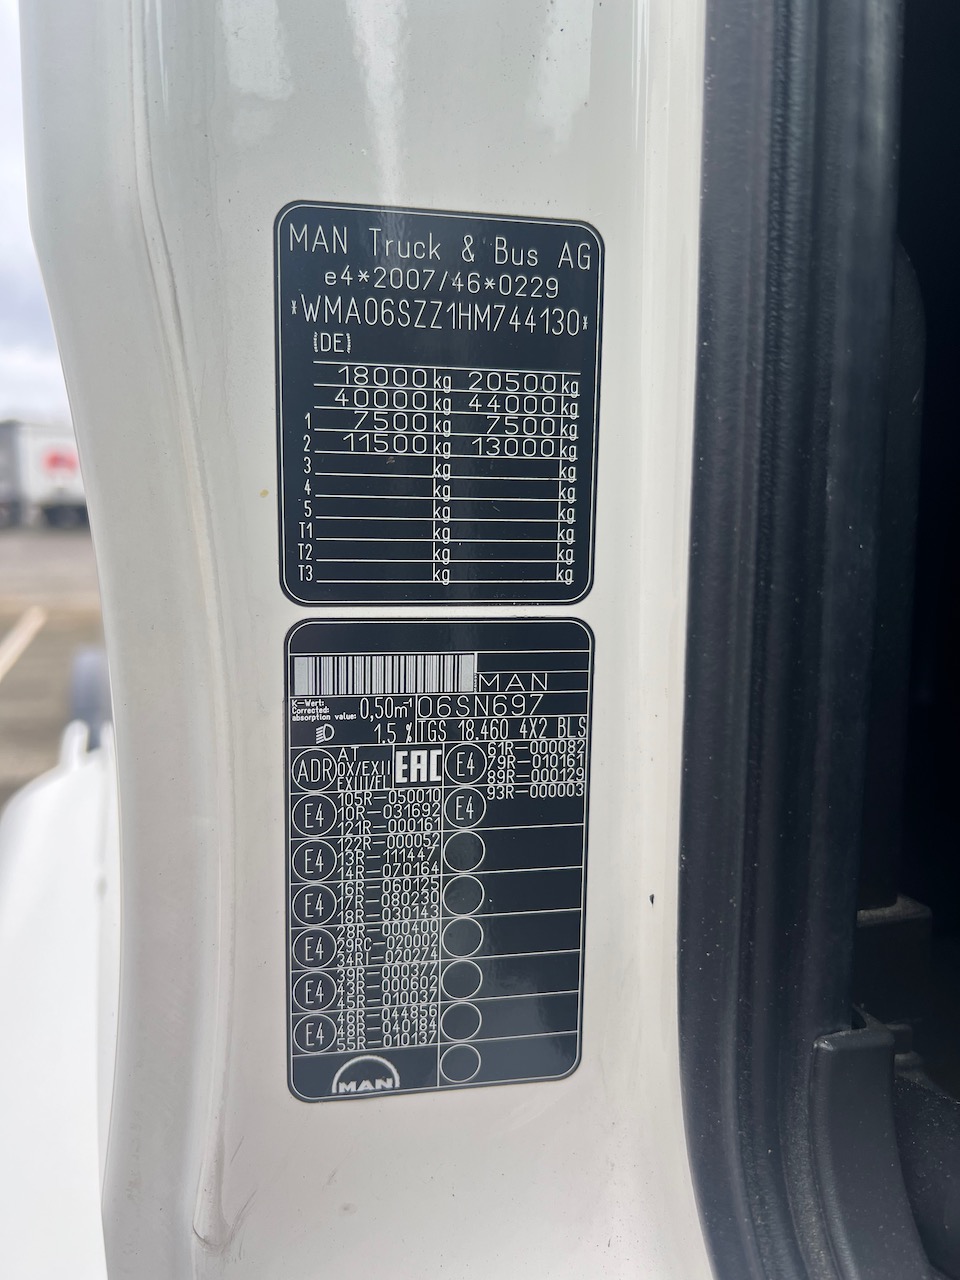 MAN Truck & Bus AG
e4*2007/46*0229
*WMA06SZZ1HM744130*
(DE)
18000 kg 20500 kg
40000 kg 44000 kg
1 7500 kg 7500 kg
2 11500 kg 13000 kg
3 kg kg
4 kg kg
5 kg kg
T1 kg kg
T2 kg kg
T3 kg kg
MAN
K-Wert:
Corrected
absorption value: 0,50m⁻¹
06SN697
1.5 %
TGS 18.460 4X2 BLS
ADR AT
OX/EXII
EXIII/FL
EAC
E4 61R-000082
79R-010161
89R-000129
E4 105R-050010
10R-031692
121R-000161
E4 93R-000003
E4 122R-000052
13R-111447
14R-070164
E4 16R-060125
17R-080230
18R-030143
E4 28R-000400
29RC-020002
34RI-020274
E4 39R-000377
43R-000602
45R-010037
E4 46R-044856
48R-040184
55R-010137
MAN